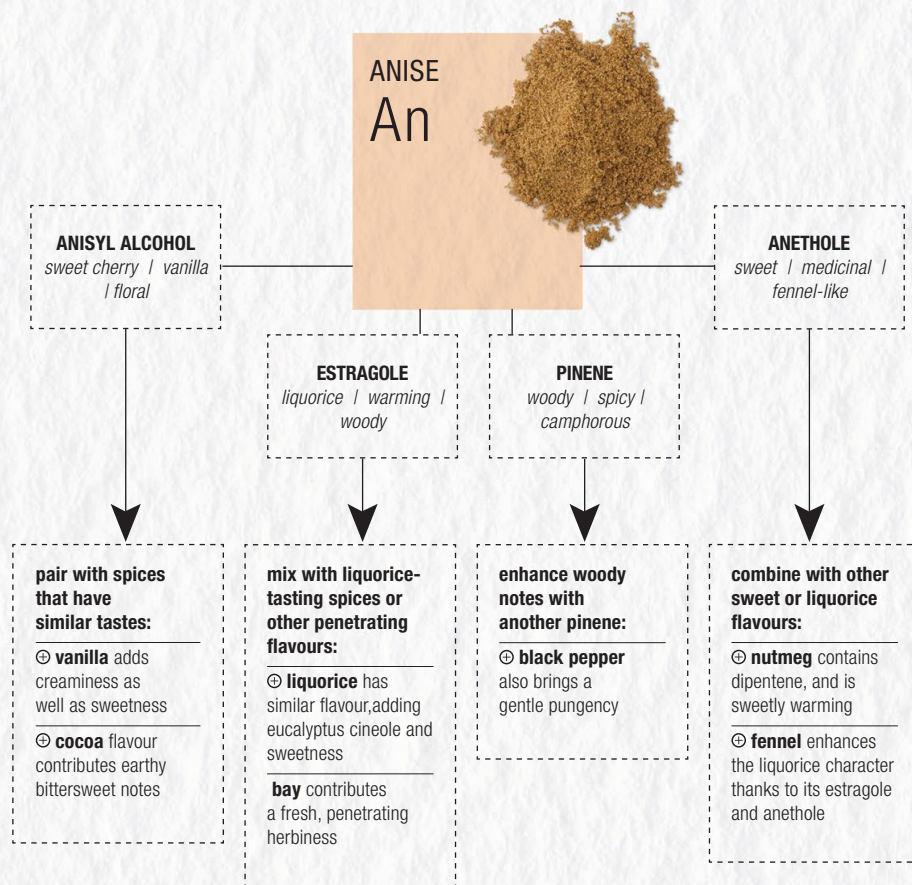 ANISE
An
ANISYL ALCOHOL
sweet cherry | vanilla
| floral
ANETHOLE
sweet | medicinal |
fennel-like
ESTRAGOLE
liquorice | warming |
woody
PINENE
woody | spicy |
camphorous
pair with spices
that have
similar tastes:
⊕ vanilla adds
creaminess as
well as sweetness
⊕ cocoa flavour
contributes earthy
bittersweet notes
mix with liquorice-
tasting spices or
other penetrating
flavours:
⊕ liquorice has
similar flavour,adding
eucalyptus cineole and
sweetness
bay contributes
a fresh, penetrating
herbiness
enhance woody
notes with
another pinene:
⊕ black pepper
also brings a
gentle pungency
combine with other
sweet or liquorice
flavours:
⊕ nutmeg contains
dipentene, and is
sweetly warming
⊕ fennel enhances
the liquorice character
thanks to its estragole
and anethole